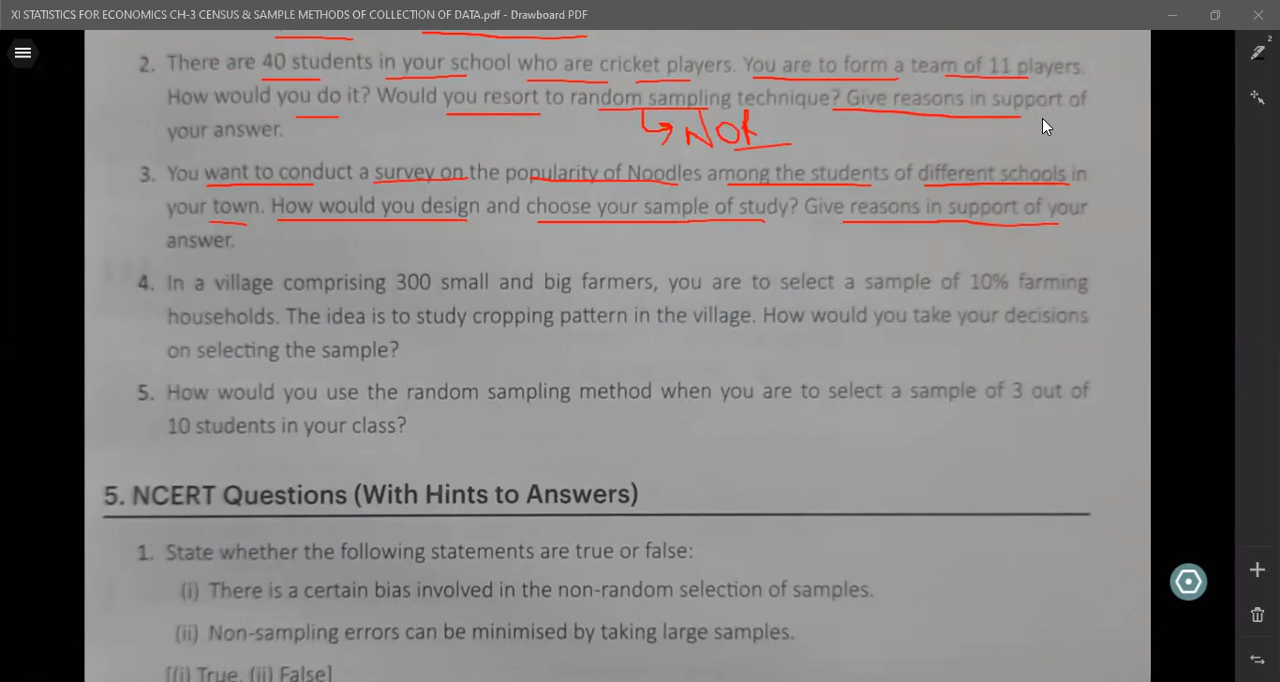 XI STATISTICS FOR ECONOMICS CH-3 CENSUS & SAMPLE METHODS OF COLLECTION OF DATA.pdf - Drawboard PDF
2
2. There are 40 students in your school who are cricket players. You are to form a team of 11 players.
How would you do it? Would you resort to random sampling technique? Give reasons in support of
your answer.
Not
3. You want to conduct a survey on the popularity of Noodles among the students of different schools in
your town. How would you design and choose your sample of study? Give reasons in support of your
answer.
4. In a village comprising 300 small and big farmers, you are to select a sample of 10% farming
households. The idea is to study cropping pattern in the village. How would you take your decisions
on selecting the sample?
5. How would you use the random sampling method when you are to select a sample of 3 out of
10 students in your class?
5. NCERT Questions (With Hints to Answers)
1. State whether the following statements are true or false:
(i) There is a certain bias involved in the non-random selection of samples.
(ii) Non-sampling errors can be minimised by taking large samples.
[(i) True, (ii) False]